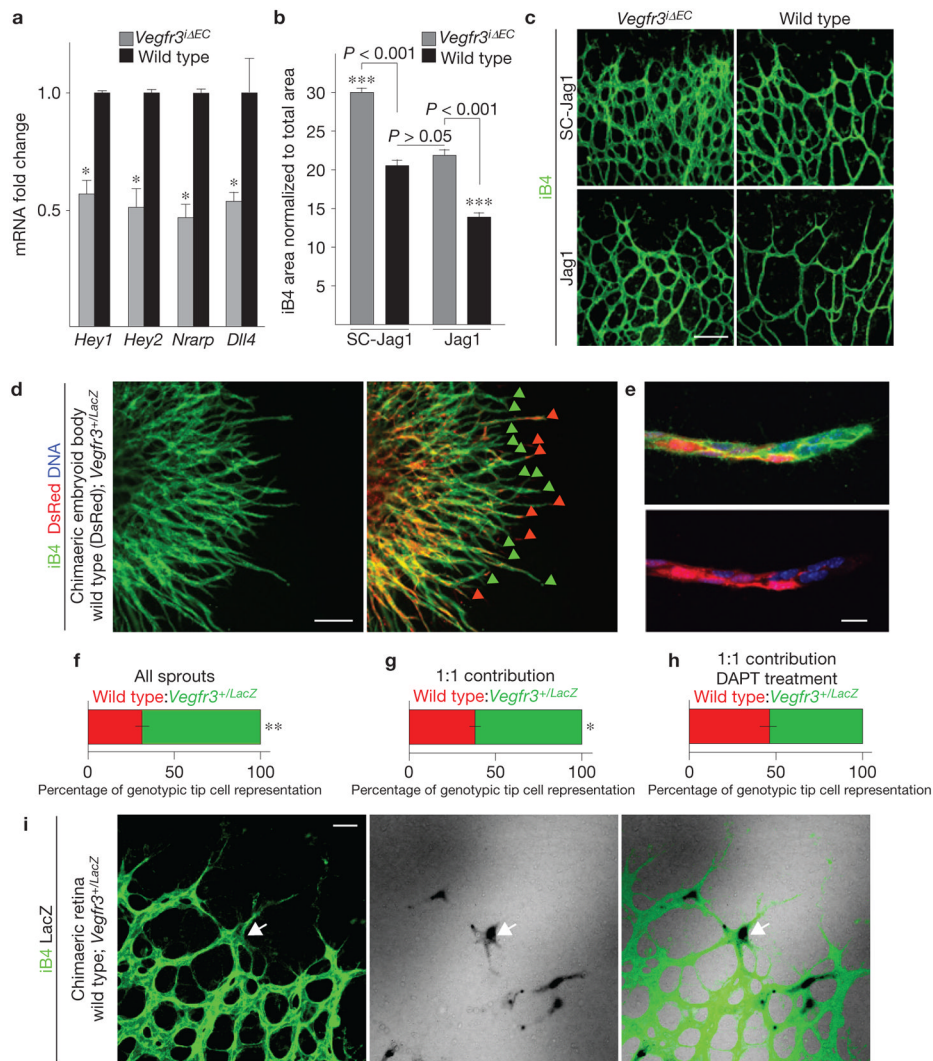 a
Vegfr3iΔEC
Wild type
mRNA fold change
1.0
0.5
*
*
*
*
Hey1 Hey2 Nrarp Dll4
b
Vegfr3iΔEC
Wild type
iB4 area normalized to total area
P < 0.001
***
P < 0.001
P > 0.05
***
30
25
20
15
10
5
SC-Jag1 Jag1
c
Vegfr3iΔEC Wild type
iB4
SC-Jag1
Jag1
d
iB4 DsRed DNA
Chimaeric embryoid body
wild type (DsRed); Vegfr3+/LacZ
e
f
All sprouts
Wild type:Vegfr3+/LacZ
**
0 50 100
Percentage of genotypic tip cell representation
g
1:1 contribution
Wild type:Vegfr3+/LacZ
*
0 50 100
Percentage of genotypic tip cell representation
h
1:1 contribution
DAPT treatment
Wild type:Vegfr3+/LacZ
0 50 100
Percentage of genotypic tip cell representation
i
iB4 LacZ
Chimaeric retina
wild type; Vegfr3+/LacZ